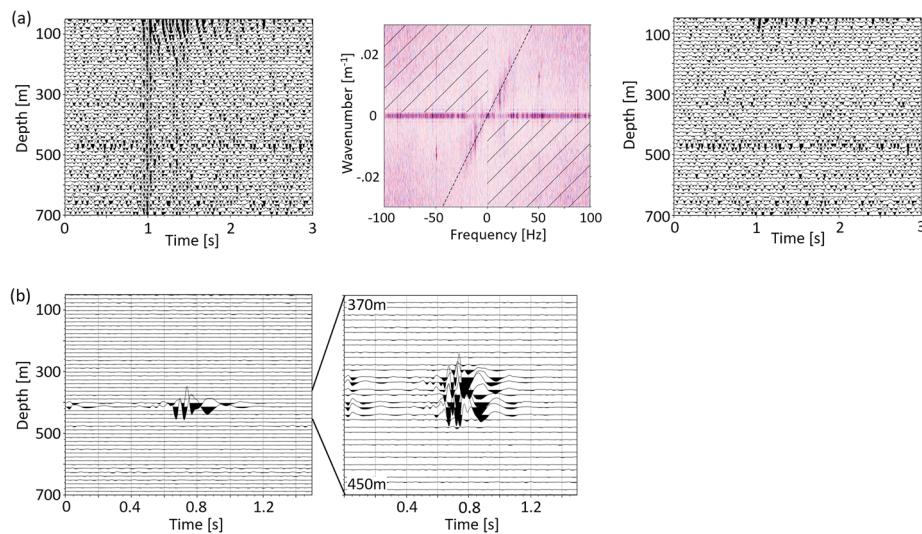 (a)
100
300
500
700
Depth [m]
0 1 2 3
Time [s]
.02
0
-.02
Wavenumber [m⁻¹]
-100 -50 0 50 100
Frequency [Hz]
100
300
500
700
Depth [m]
0 1 2 3
Time [s]
(b)
100
300
500
700
Depth [m]
0 0.4 0.8 1.2
Time [s]
370m
450m
0.4 0.8 1.2
Time [s]